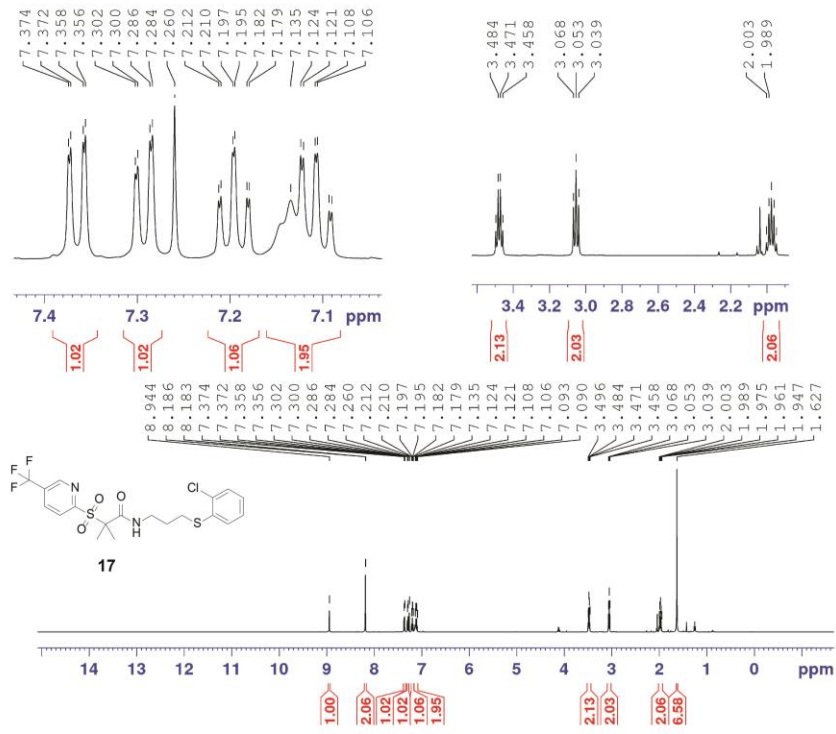 7.374 7.372 7.358 7.356 7.302 7.300 7.286 7.284 7.260 7.212 7.210 7.197 7.195 7.182 7.179 7.135 7.124 7.121 7.108 7.106
3.484 3.471 3.458 3.068 3.053 3.039 2.003 1.989
7.4 7.3 7.2 7.1 ppm
3.4 3.2 3.0 2.8 2.6 2.4 2.2 ppm
1.02 1.02 1.06 1.95
2.13 2.03 2.06
8.944 8.186 8.183 7.374 7.372 7.358 7.356 7.302 7.300 7.286 7.284 7.260 7.212 7.210 7.197 7.195 7.182 7.179 7.135 7.124 7.121 7.108 7.106 7.093 7.090 3.496 3.484 3.471 3.458 3.068 3.053 3.039 2.003 1.989 1.975 1.961 1.947 1.627
F F F N O S O O N H S Cl
17
14 13 12 11 10 9 8 7 6 5 4 3 2 1 0 ppm
1.00 2.06 1.02 1.02 1.06 1.95 2.13 2.03 2.06 6.58